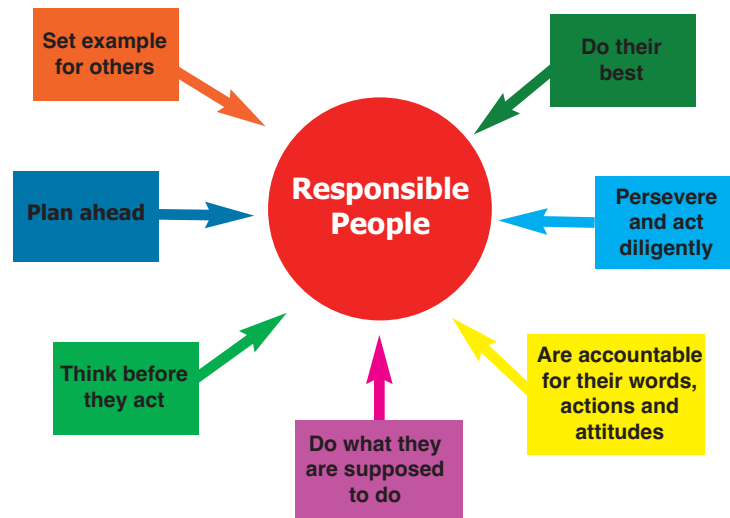 Set example
for others
Do their
best
Responsible
People
Plan ahead
Persevere
and act
diligently
Think before
they act
Do what they
are supposed
to do
Are accountable
for their words,
actions and
attitudes